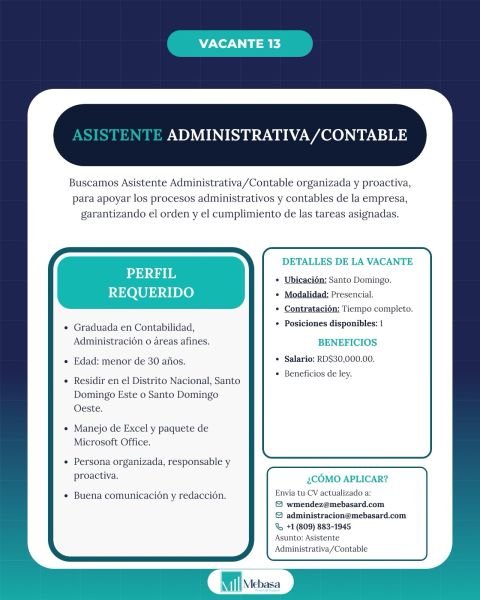 VACANTE 13
ASISTENTE ADMINISTRATIVA/CONTABLE
Buscamos Asistente Administrativa/Contable organizada y proactiva,
para apoyar los procesos administrativos y contables de la empresa,
garantizando el orden y el cumplimiento de las tareas asignadas.
PERFIL
REQUERIDO
• Graduada en Contabilidad,
Administración o áreas afines.
• Edad: menor de 30 años.
• Residir en el Distrito Nacional, Santo
Domingo Este o Santo Domingo
Oeste.
• Manejo de Excel y paquete de
Microsoft Office.
• Persona organizada, responsable y
proactiva.
• Buena comunicación y redacción.
DETALLES DE LA VACANTE
• Ubicación: Santo Domingo.
• Modalidad: Presencial.
• Contratación: Tiempo completo.
• Posiciones disponibles: 1
BENEFICIOS
• Salario: RD$30,000.00.
• Beneficios de ley.
¿CÓMO APLICAR?
Envía tu CV actualizado a:
wmendez@mebasard.com
administracion@mebasard.com
+1 (809) 883-1945
Asunto: Asistente
Administrativa/Contable
Mebasa